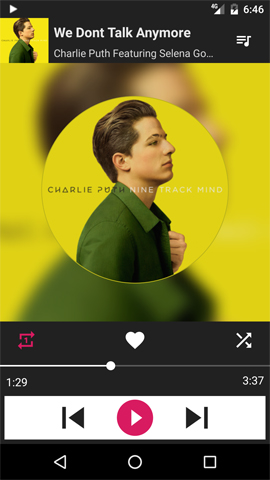 4G 6:46
We Dont Talk Anymore
Charlie Puth Featuring Selena Go...
CHARLIE PUTH NINE TRACK MIND
1
1:29
3:37